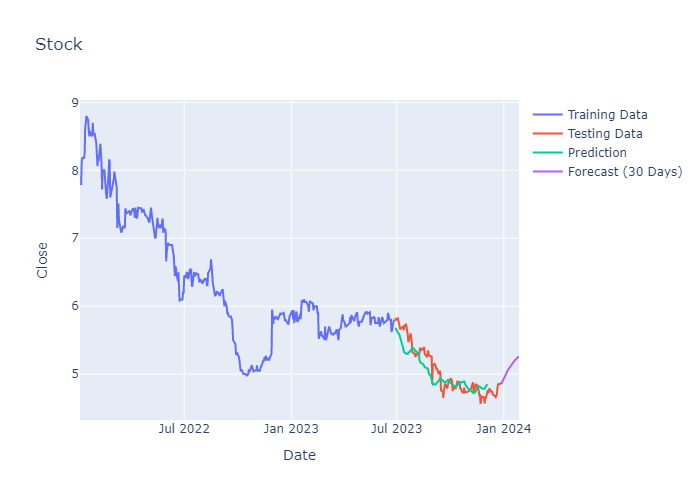 Stock
Training Data
Testing Data
Prediction
Forecast (30 Days)
9
8
7
6
5
Close
Jul 2022
Jan 2023
Jul 2023
Jan 2024
Date